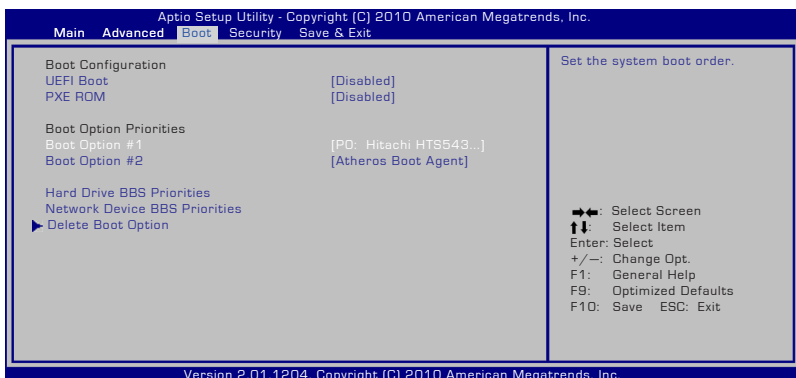 Aptio Setup Utility - Copyright (C) 2010 American Megatrends, Inc.
Main Advanced Boot Security Save & Exit
Boot Configuration
UEFI Boot [Disabled]
PXE ROM [Disabled]
Boot Option Priorities
Boot Option #1 [P0: Hitachi HTS543...]
Boot Option #2 [Atheros Boot Agent]
Hard Drive BBS Priorities
Network Device BBS Priorities
Delete Boot Option
Set the system boot order.
→←: Select Screen
↑↓: Select Item
Enter: Select
+/—: Change Opt.
F1: General Help
F9: Optimized Defaults
F10: Save ESC: Exit
Version 2.01.1204. Copyright (C) 2010 American Megatrends, Inc.